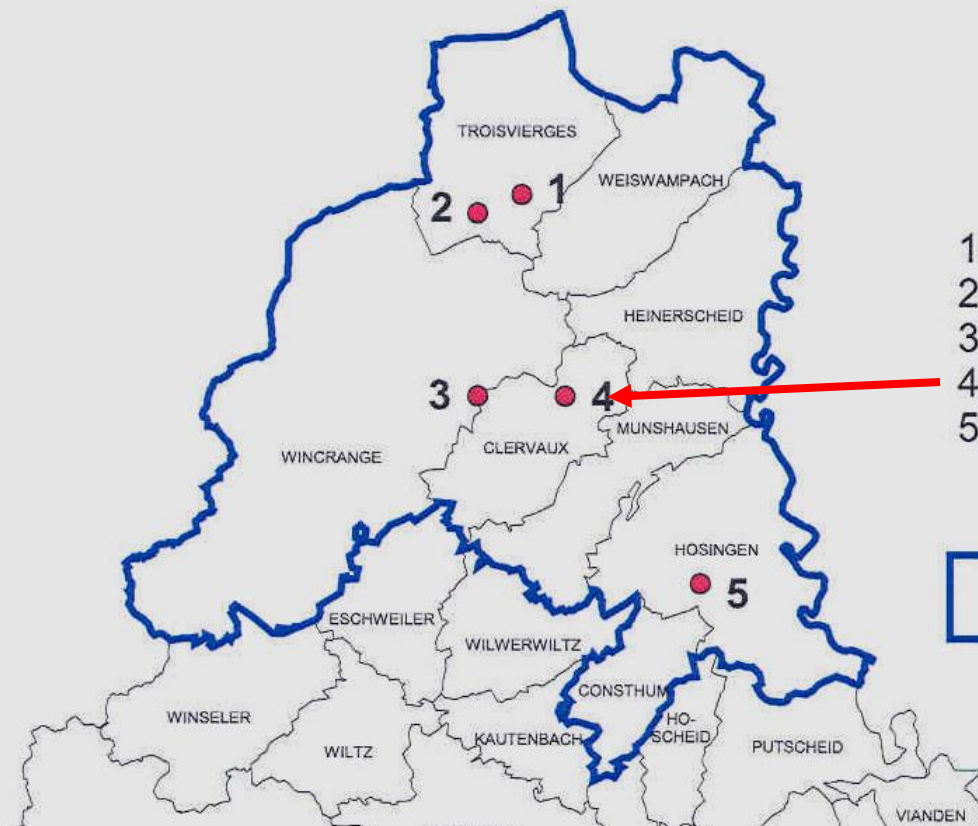 TROISVIERGES
WEISWAMPACH
1
2
HEINERSCHEID
3
4
MUNSHAUSEN
CLERVAUX
WINCRANGE
HOSINGEN
5
ESCHWEILER
WILWERWILTZ
CONSTHUM
WINSELER
HO-
SCHEID
KAUTENBACH
WILTZ
PUTSCHEID
VIANDEN
1
2
3
4
5